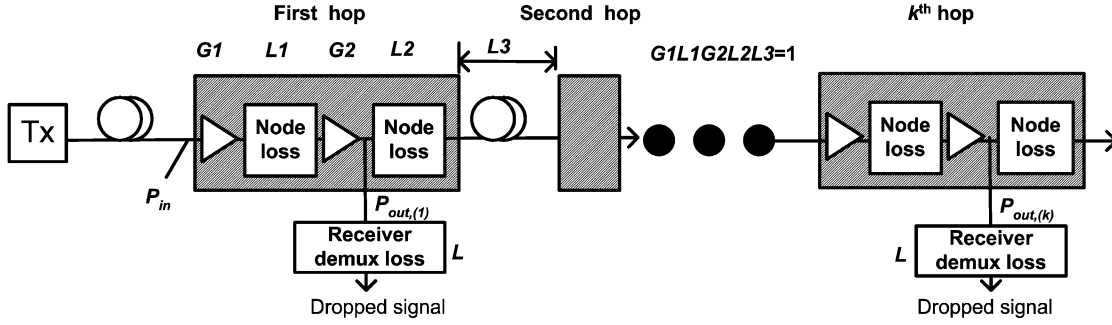 First hop
Second hop
kth hop
G1 L1 G2 L2
L3
G1L1G2L2L3=1
Tx
Node loss
Node loss
Node loss
Node loss
Pin
Pout,(1)
Pout,(k)
Receiver demux loss
L
L
Receiver demux loss
Dropped signal
Dropped signal